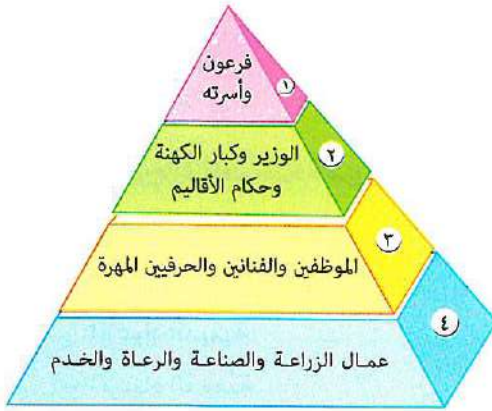 فرعون
وأسرته
١
الوزير وكبار الكهنة
وحكام الأقاليم
٢
الموظفين والفنانين والحرفيين المهرة
٣
عمال الزراعة والصناعة والرعاة والخدم
٤